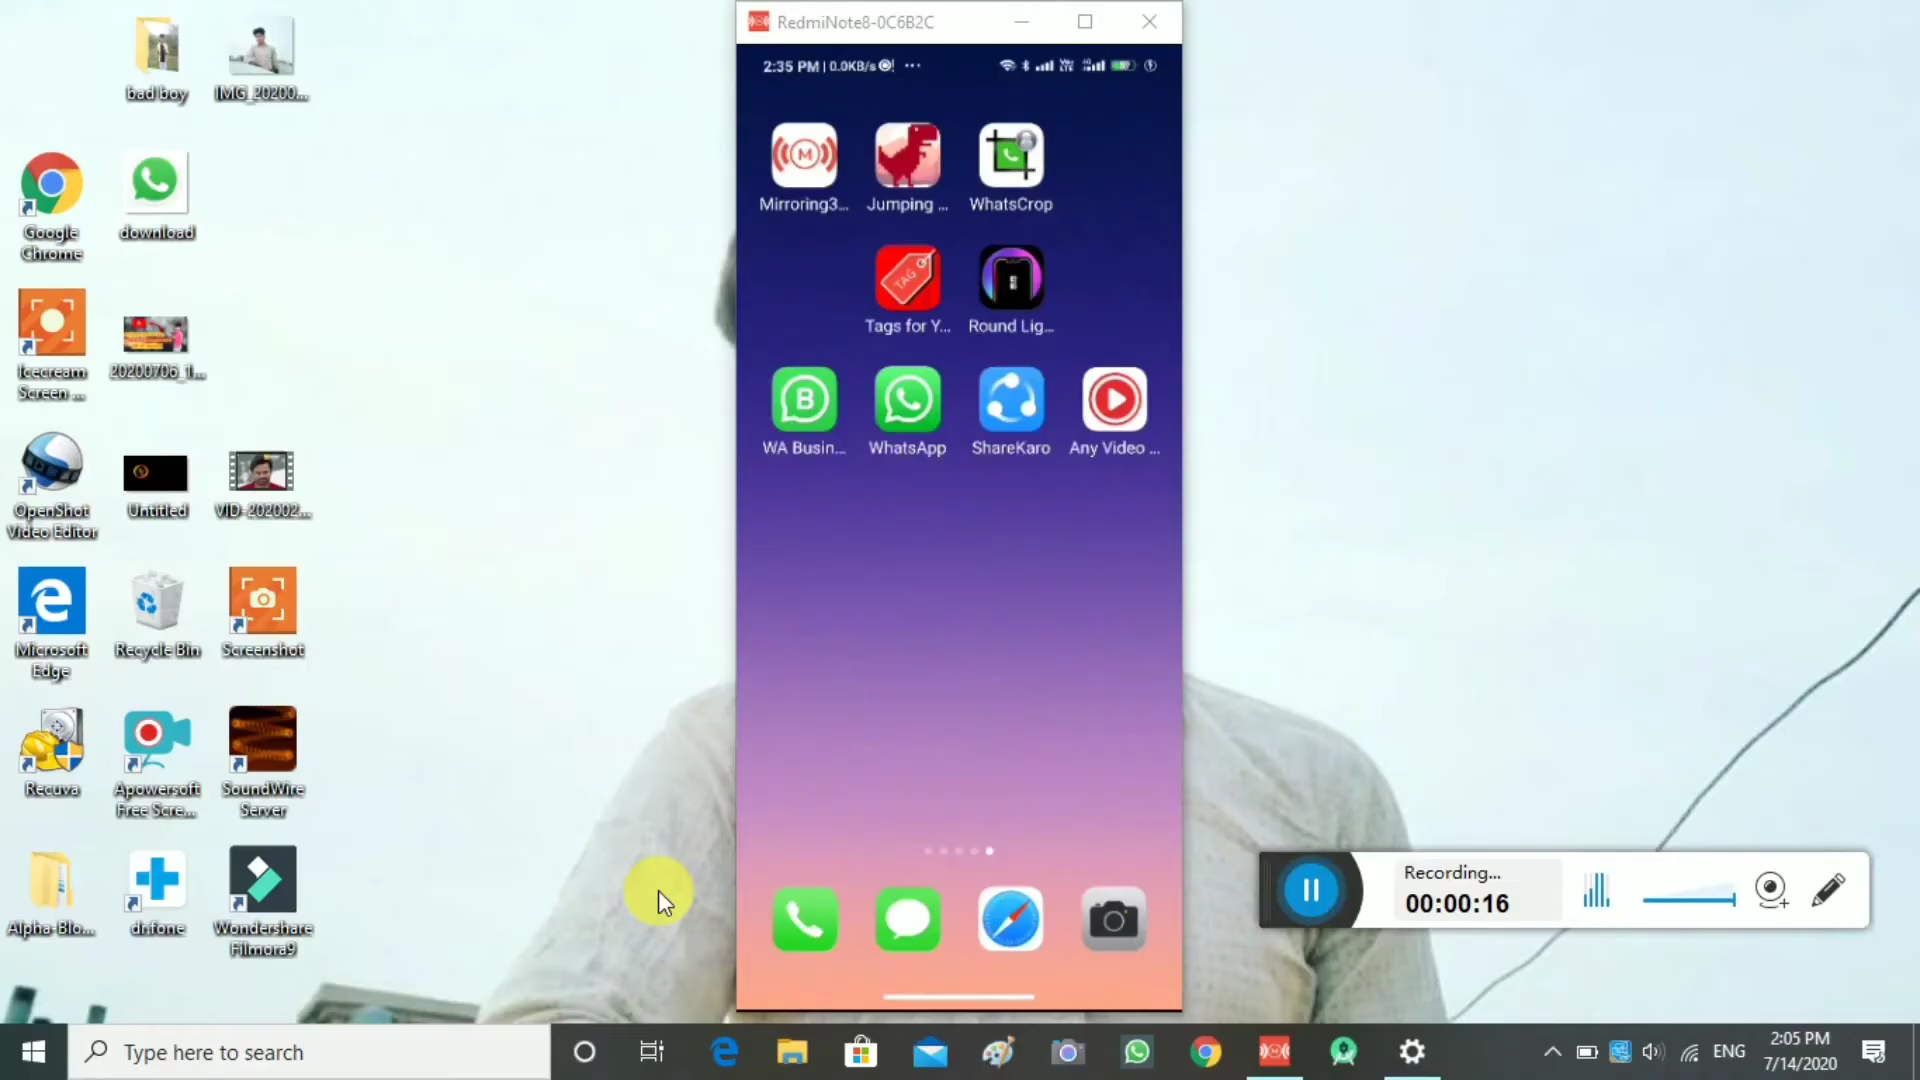 RedmiNote8-0C6B2C
2:35 PM | 0.0KB/s
bad boy
IMG_20200...
M
Mirroring3...
Jumping ...
WhatsCrop
Google
Chrome
download
TAG
Tags for Y...
Round Lig...
Icecream
Screen ...
20200706_1...
B
WA Busin...
WhatsApp
ShareKaro
Any Video ...
OpenShot
Video Editor
Untitled
VID-202002...
Microsoft
Edge
Recycle Bin
Screenshot
Recuva
Apowersoft
Free Scre...
SoundWire
Server
Alpha-Blo...
dr.fone
Wondershare
Filmora9
Recording...
00:00:16
Type here to search
ENG
2:05 PM
7/14/2020